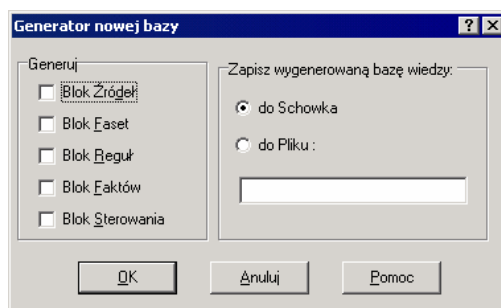 Generator nowej bazy
Generuj
Blok Źródeł
Blok Faset
Blok Reguł
Blok Faktów
Blok Sterowania
Zapisz wygenerowaną bazę wiedzy:
do Schowka
do Pliku :
OK
Anuluj
Pomoc